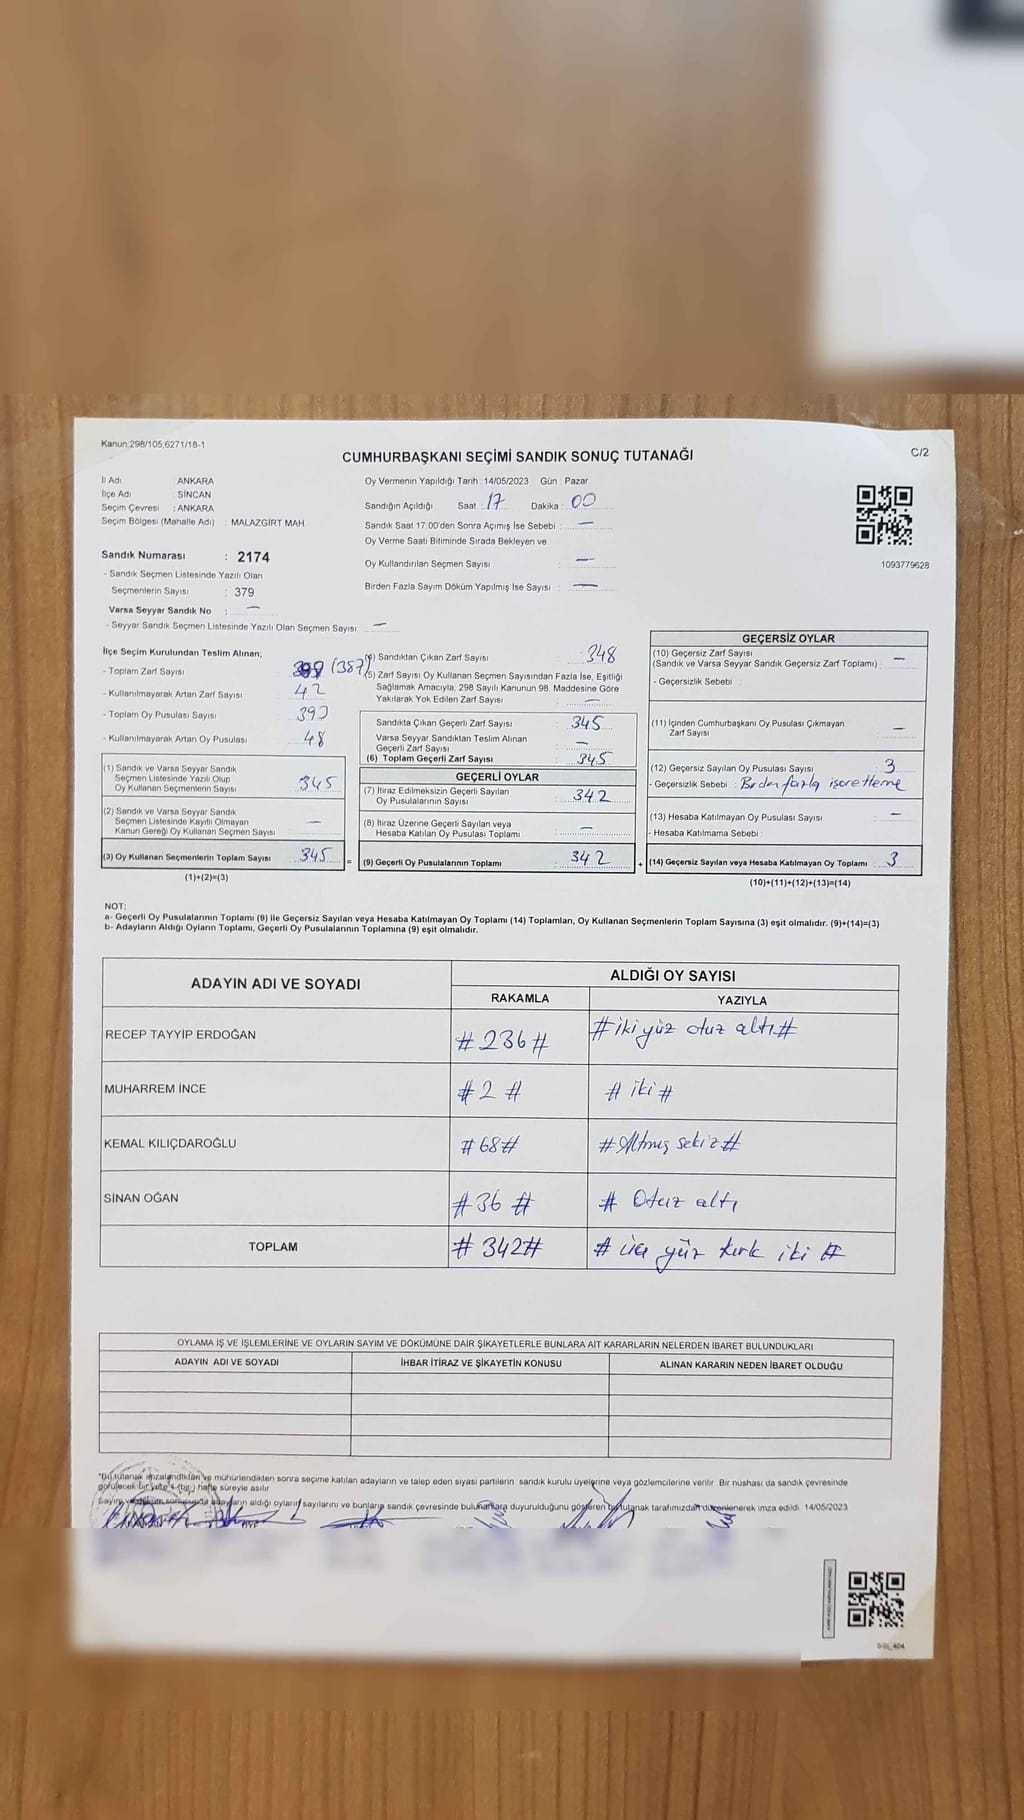 Kanun:298/105,6271/18-1
C/2
CUMHURBAŞKANI SEÇİMİ SANDIK SONUÇ TUTANAĞI
İl Adı ANKARA
İlçe Adı : SİNCAN
Seçim Çevresi : ANKARA
Seçim Bölgesi (Mahalle Adı) : MALAZGİRT MAH.
Oy Vermenin Yapıldığı Tarih : 14/05/2023 Gün : Pazar
Sandığın Açıldığı Saat : 17 Dakika : 00
Sandık Saat 17:00'den Sonra Açımış İse Sebebi : —
Oy Verme Saati Bitiminde Sırada Bekleyen ve
Oy Kullandırılan Seçmen Sayısı : —
Birden Fazla Sayım Döküm Yapılmış İse Sayısı : —
1093779628
Sandık Numarası : 2174
- Sandık Seçmen Listesinde Yazılı Olan
Seçmenlerin Sayısı : 379
Varsa Seyyar Sandık No : —
- Seyyar Sandık Seçmen Listesinde Yazılı Olan Seçmen Sayısı: —
İlçe Seçim Kurulundan Teslim Alınan;
- Toplam Zarf Sayısı (387)
- Kullanılmayarak Artan Zarf Sayısı 42
- Toplam Oy Pusulası Sayısı 393
- Kullanılmayarak Artan Oy Pusulası 48
(1) Sandık ve Varsa Seyyar Sandık
Seçmen Listesinde Yazılı Olup
Oy Kullanan Seçmenlerin Sayısı : 345
(2) Sandık ve Varsa Seyyar Sandık
Seçmen Listesinde Kayıtlı Olmayan
Kanun Gereği Oy Kullanan Seçmen Sayısı : —
(3) Oy Kullanan Seçmenlerin Toplam Sayısı : 345 =
(1)+(2)=(3)
(4) Sandıktan Çıkan Zarf Sayısı : 348
(5) Zarf Sayısı Oy Kullanan Seçmen Sayısından Fazla İse, Eşitliği
Sağlamak Amacıyla, 298 Sayılı Kanunun 98. Maddesine Göre
Yakılarak Yok Edilen Zarf Sayısı : —
Sandıkta Çıkan Geçerli Zarf Sayısı : 345
Varsa Seyyar Sandıktan Teslim Alınan
Geçerli Zarf Sayısı : —
(6) Toplam Geçerli Zarf Sayısı : 345
GEÇERLİ OYLAR
(7) İtiraz Edilmeksizin Geçerli Sayılan
Oy Pusulalarının Sayısı : 342
(8) İtiraz Üzerine Geçerli Sayılan veya
Hesaba Katılan Oy Pusulası Toplamı : —
(9) Geçerli Oy Pusulalarının Toplamı : 342 +
GEÇERSİZ OYLAR
(10) Geçersiz Zarf Sayısı
(Sandık ve Varsa Seyyar Sandık Geçersiz Zarf Toplamı) : —
- Geçersizlik Sebebi :
(11) İçinden Cumhurbaşkanı Oy Pusulası Çıkmayan
Zarf Sayısı : —
(12) Geçersiz Sayılan Oy Pusulası Sayısı : 3
- Geçersizlik Sebebi : Birden fazla işaretleme
(13) Hesaba Katılmayan Oy Pusulası Sayısı : —
- Hesaba Katılmama Sebebi :
(14) Geçersiz Sayılan veya Hesaba Katılmayan Oy Toplamı : 3
(10)+(11)+(12)+(13)=(14)
NOT:
a- Geçerli Oy Pusulalarının Toplamı (9) ile Geçersiz Sayılan veya Hesaba Katılmayan Oy Toplamı (14) Toplamları, Oy Kullanan Seçmenlerin Toplam Sayısına (3) eşit olmalıdır. (9)+(14)=(3)
b- Adayların Aldığı Oyların Toplamı, Geçerli Oy Pusulalarının Toplamına (9) eşit olmalıdır.
ADAYIN ADI VE SOYADI
ALDIĞI OY SAYISI
RAKAMLA YAZIYLA
RECEP TAYYİP ERDOĞAN #236# #iki yüz otuz altı#
MUHARREM İNCE #2# #iki#
KEMAL KILIÇDAROĞLU #68# #Altmış sekiz#
SİNAN OĞAN #36# # Otuz altı
TOPLAM #342# #üç yüz kırk iki#
OYLAMA İŞ VE İŞLEMLERİNE VE OYLARIN SAYIM VE DÖKÜMÜNE DAİR ŞİKAYETLERLE BUNLARA AİT KARARLARIN NELERDEN İBARET BULUNDUKLARI
ADAYIN ADI VE SOYADI İHBAR İTİRAZ VE ŞİKAYETİN KONUSU ALINAN KARARIN NEDEN İBARET OLDUĞU
"Bu tutanak imzalandıktan ve mühürlendikten sonra seçime katılan adayların ve talep eden siyasi partilerin sandık kurulu üyelerine veya gözlemcilerine verilir. Bir nüshası da sandık çevresinde
görülecek bir yere 1 (bir) hafta süreyle asılır.
Sayım ve döküm sonucunda adayların aldığı oyların sayılarını ve bunların sandık çevresinde bulunanlara duyurulduğunu gösteren bu tutanak tarafımızdan düzenlenerek imza edildi. 14/05/2023